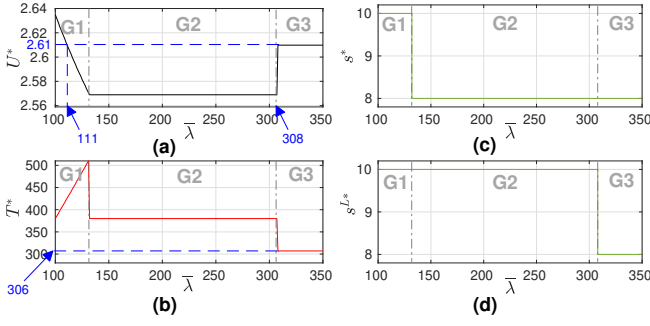 2.64
2.62
2.61
2.6
2.58
2.56
U*
G1
G2
G3
100 150 200 250 300 350
111
(a)
λ̄
308
10
9
8
s*
G1
G2
G3
100 150 200 250 300 350
(c)
λ̄
500
450
400
350
300
T*
G1
G2
G3
100 150 200 250 300 350
306
λ̄
(b)
10
9
8
s^{L*}
G1
G2
G3
100 150 200 250 300 350
λ̄
(d)